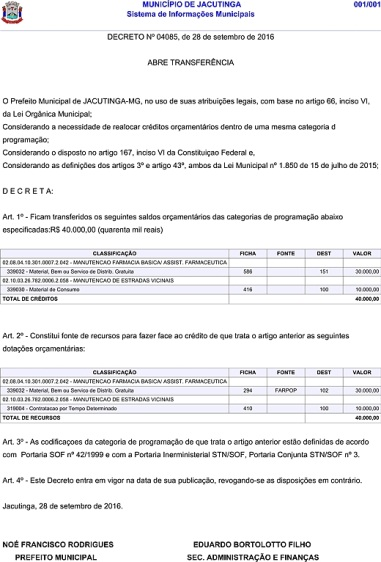 MUNICÍPIO DE JACUTINGA 001/001
Sistema de Informações Municipais
DECRETO Nº 04085, de 28 de setembro de 2016
ABRE TRANSFERÊNCIA
O Prefeito Municipal de JACUTINGA-MG, no uso de suas atribuições legais, com base no artigo 66, inciso VI,
da Lei Orgânica Municipal;
Considerando a necessidade de realocar créditos orçamentários dentro de uma mesma categoria d
programação;
Considerando o disposto no artigo 167, inciso VI da Constituiçao Federal e,
Considerando as definições dos artigos 3º e artigo 43º, ambos da Lei Municipal nº 1.850 de 15 de julho de 2015;
D E C R E T A:
Art. 1º - Ficam transferidos os seguintes saldos orçamentários das categorias de programação abaixo
especificadas:R$ 40.000,00 (quarenta mil reais)
CLASSIFICAÇÃO FICHA FONTE DEST VALOR
02.08.04.10.301.0007.2.042 - MANUTENCAO FARMACIA BASICA/ ASSIST. FARMACEUTICA
339032 - Material, Bem ou Servico de Distrib. Gratuita 586 151 30.000,00
02.10.03.26.782.0006.2.058 - MANUTENCAO DE ESTRADAS VICINAIS
339030 - Material de Consumo 416 100 10.000,00
TOTAL DE CRÉDITOS 40.000,00
Art. 2º - Constitui fonte de recursos para fazer face ao crédito de que trata o artigo anterior as seguintes
dotações orçamentárias:
CLASSIFICAÇÃO FICHA FONTE DEST VALOR
02.08.04.10.301.0007.2.042 - MANUTENCAO FARMACIA BASICA/ ASSIST. FARMACEUTICA
339032 - Material, Bem ou Servico de Distrib. Gratuita 294 FARPOP 102 30.000,00
02.10.03.26.782.0006.2.058 - MANUTENCAO DE ESTRADAS VICINAIS
319004 - Contratacao por Tempo Determinado 410 100 10.000,00
TOTAL DE RECURSOS 40.000,00
Art. 3º - As codificaçoes da categoria de programação de que trata o artigo anterior estão definidas de acordo
com Portaria SOF nº 42/1999 e com a Portaria Inerministerial STN/SOF, Portaria Conjunta STN/SOF nº 3.
Art. 4º - Este Decreto entra em vigor na data de sua publicação, revogando-se as disposições em contrário.
Jacutinga, 28 de setembro de 2016.
NOÉ FRANCISCO RODRIGUES EDUARDO BORTOLOTTO FILHO
PREFEITO MUNICIPAL SEC. ADMINISTRAÇÃO E FINANÇAS